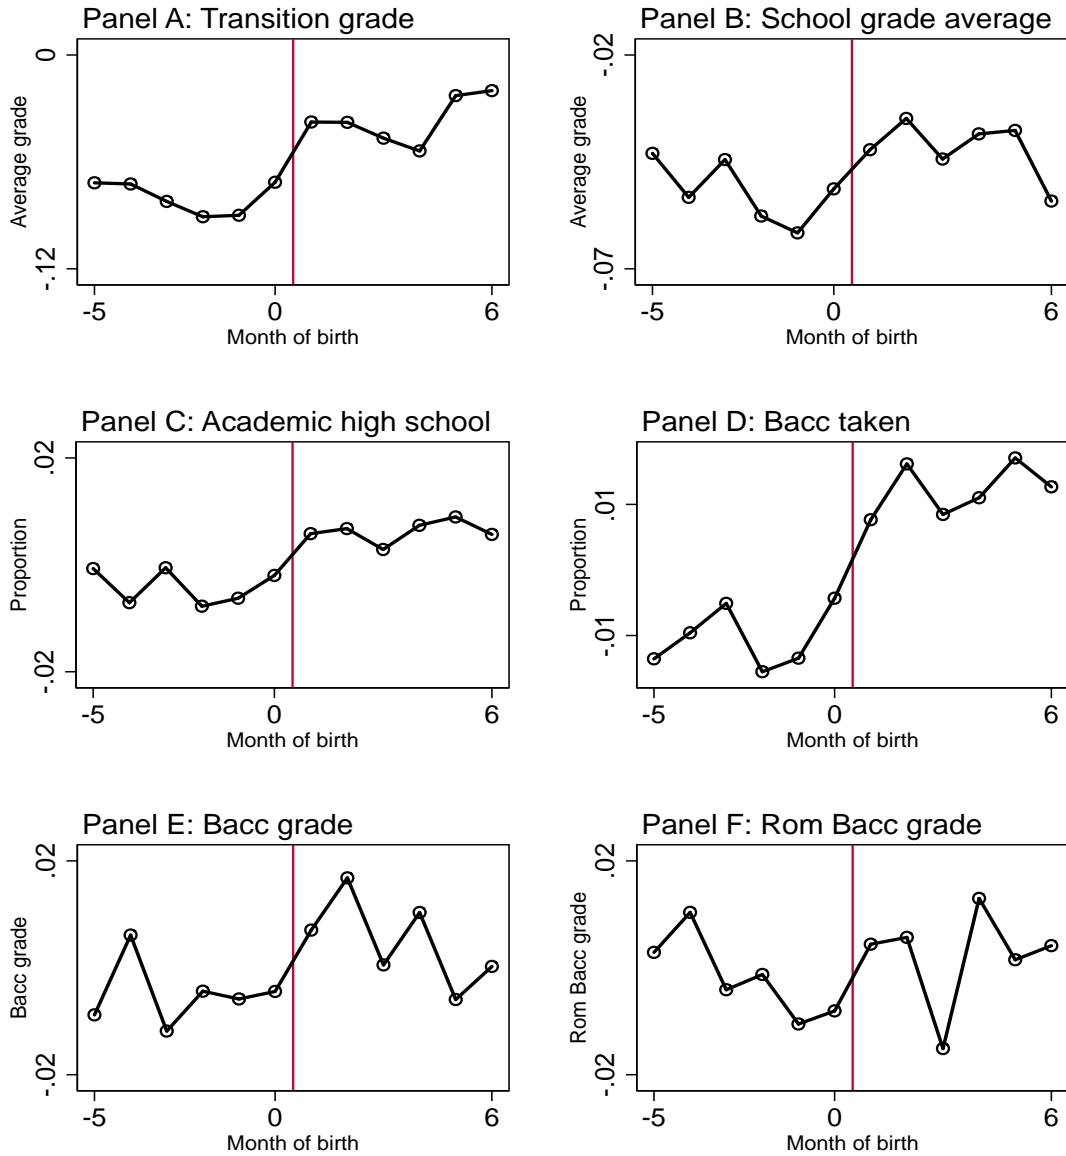 Panel A: Transition grade
0
-.12
Average grade
-5 0 6
Month of birth
Panel B: School grade average
-.02
-.07
Average grade
-5 0 6
Month of birth
Panel C: Academic high school
.02
-.02
Proportion
-5 0 6
Month of birth
Panel D: Bacc taken
.01
-.01
Proportion
-5 0 6
Month of birth
Panel E: Bacc grade
.02
-.02
Bacc grade
-5 0 6
Month of birth
Panel F: Rom Bacc grade
.02
-.02
Rom Bacc grade
-5 0 6
Month of birth